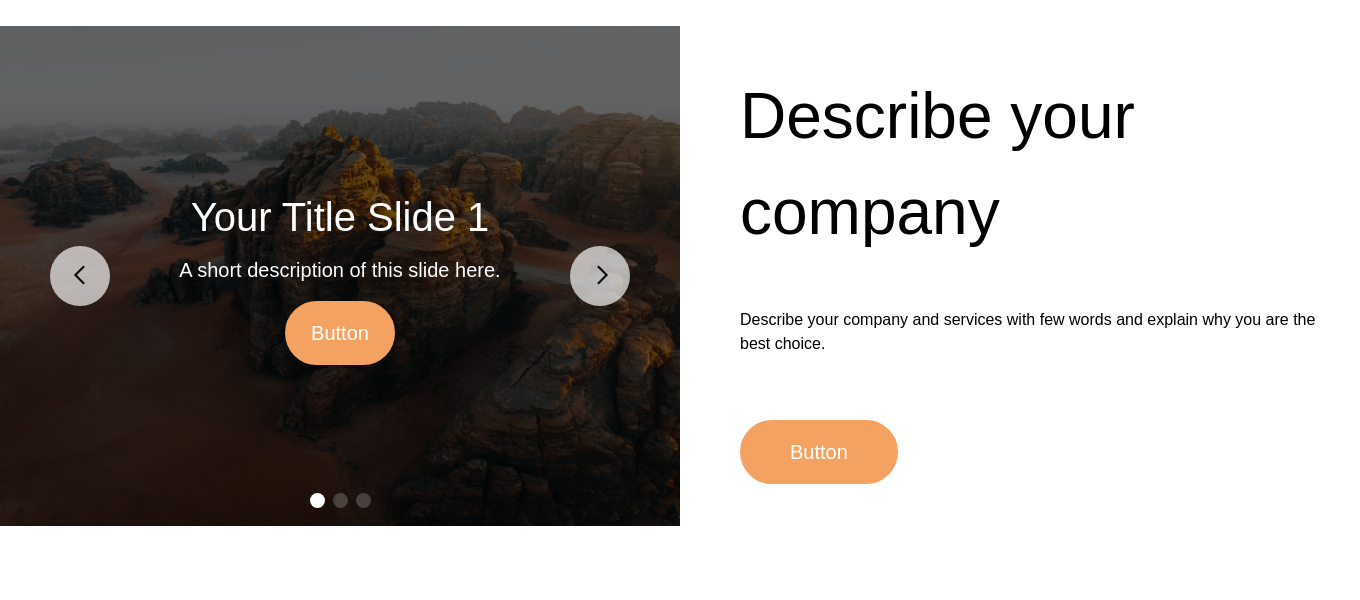 Your Title Slide 1
A short description of this slide here.
Button
Describe your
company
Describe your company and services with few words and explain why you are the
best choice.
Button